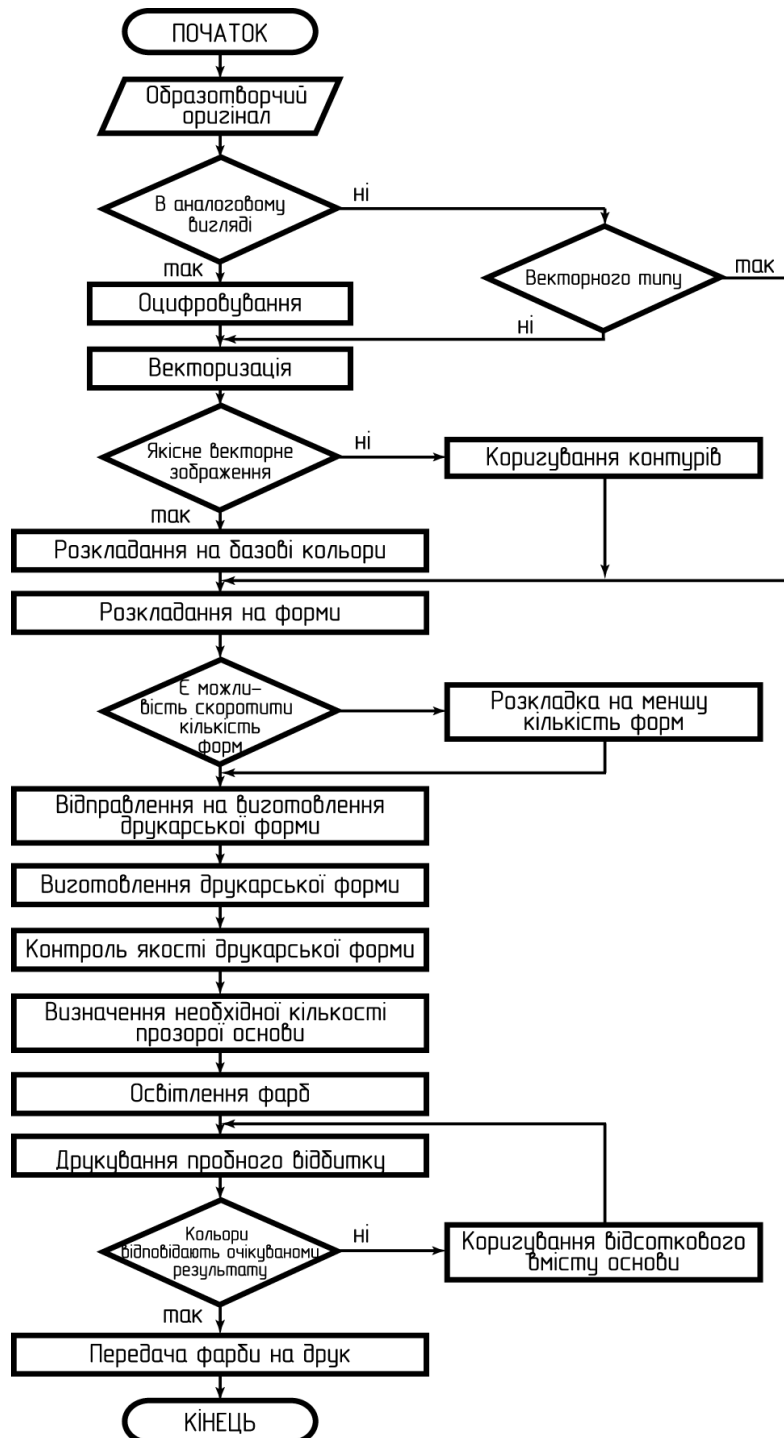 ПОЧАТОК
Образотворчий
оригінал
В аналоговому
вигляді
ні
так
Векторного типу
так
ні
Оцифровування
Векторизація
Якісне векторне
зображення
ні
Коригування контурів
так
Розкладання на базові кольори
Розкладання на форми
Є можли-
вість скоротити
кількість
форм
Розкладка на меншу
кількість форм
Відправлення на виготовлення
друкарської форми
Виготовлення друкарської форми
Контроль якості друкарської форми
Визначення необхідної кількості
прозорої основи
Освітлення фарб
Друкування пробного відбитку
Кольори
відповідають очікуваному
результату
ні
Коригування відсоткового
вмісту основи
так
Передача фарби на друк
КІНЕЦЬ